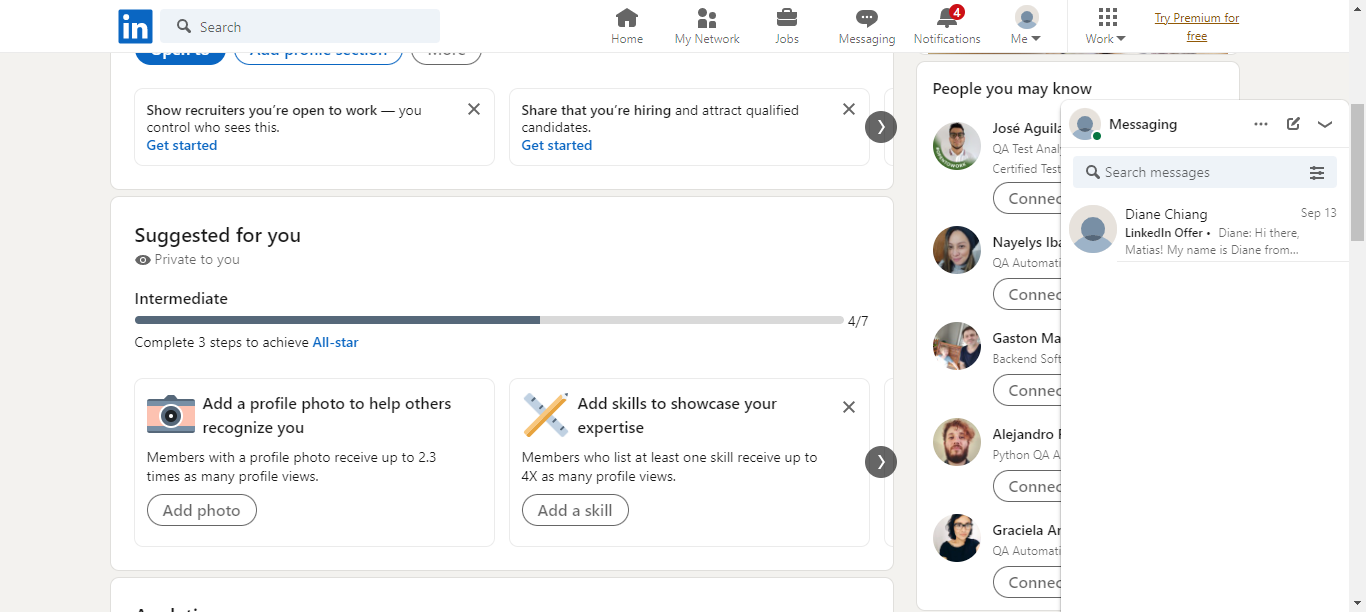 in
Search
Home
My Network
Jobs
Messaging
4
Notifications
Me
Work
Try Premium for
free
Add profile section
More
Show recruiters you're open to work — you
control who sees this.
Get started
Share that you're hiring and attract qualified
candidates.
Get started
Suggested for you
Private to you
Intermediate
4/7
Complete 3 steps to achieve All-star
Add a profile photo to help others
recognize you
Members with a profile photo receive up to 2.3
times as many profile views.
Add photo
Add skills to showcase your
expertise
Members who list at least one skill receive up to
4X as many profile views.
Add a skill
People you may know
José Aguila
QA Test Anal
Certified Test
Connec
Nayelys Iba
QA Automati
Connec
Gaston Ma
Backend Soft
Connec
Alejandro
Python QA A
Connec
Graciela Ar
QA Automati
Connec
Messaging
Search messages
Diane Chiang
Sep 13
LinkedIn Offer • Diane: Hi there,
Matias! My name is Diane from...